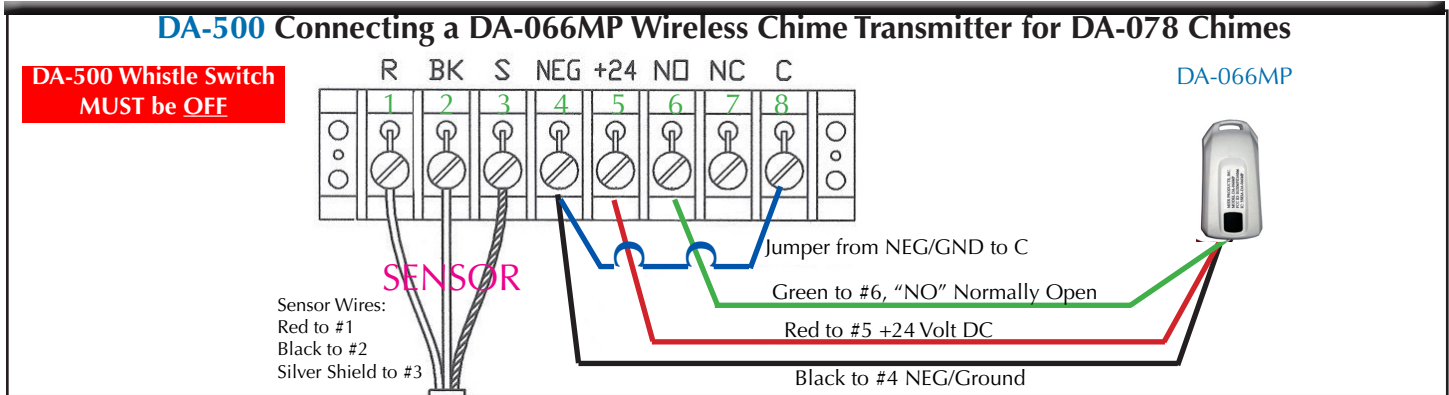 DA-500 Connecting a DA-066MP Wireless Chime Transmitter for DA-078 Chimes
DA-500 Whistle Switch
MUST be OFF
R BK S NEG +24 NO NC C
1 2 3 4 5 6 7 8
DA-066MP
Jumper from NEG/GND to C
SENSOR
Green to #6, “NO” Normally Open
Sensor Wires:
Red to #1
Black to #2
Silver Shield to #3
Red to #5 +24 Volt DC
Black to #4 NEG/Ground